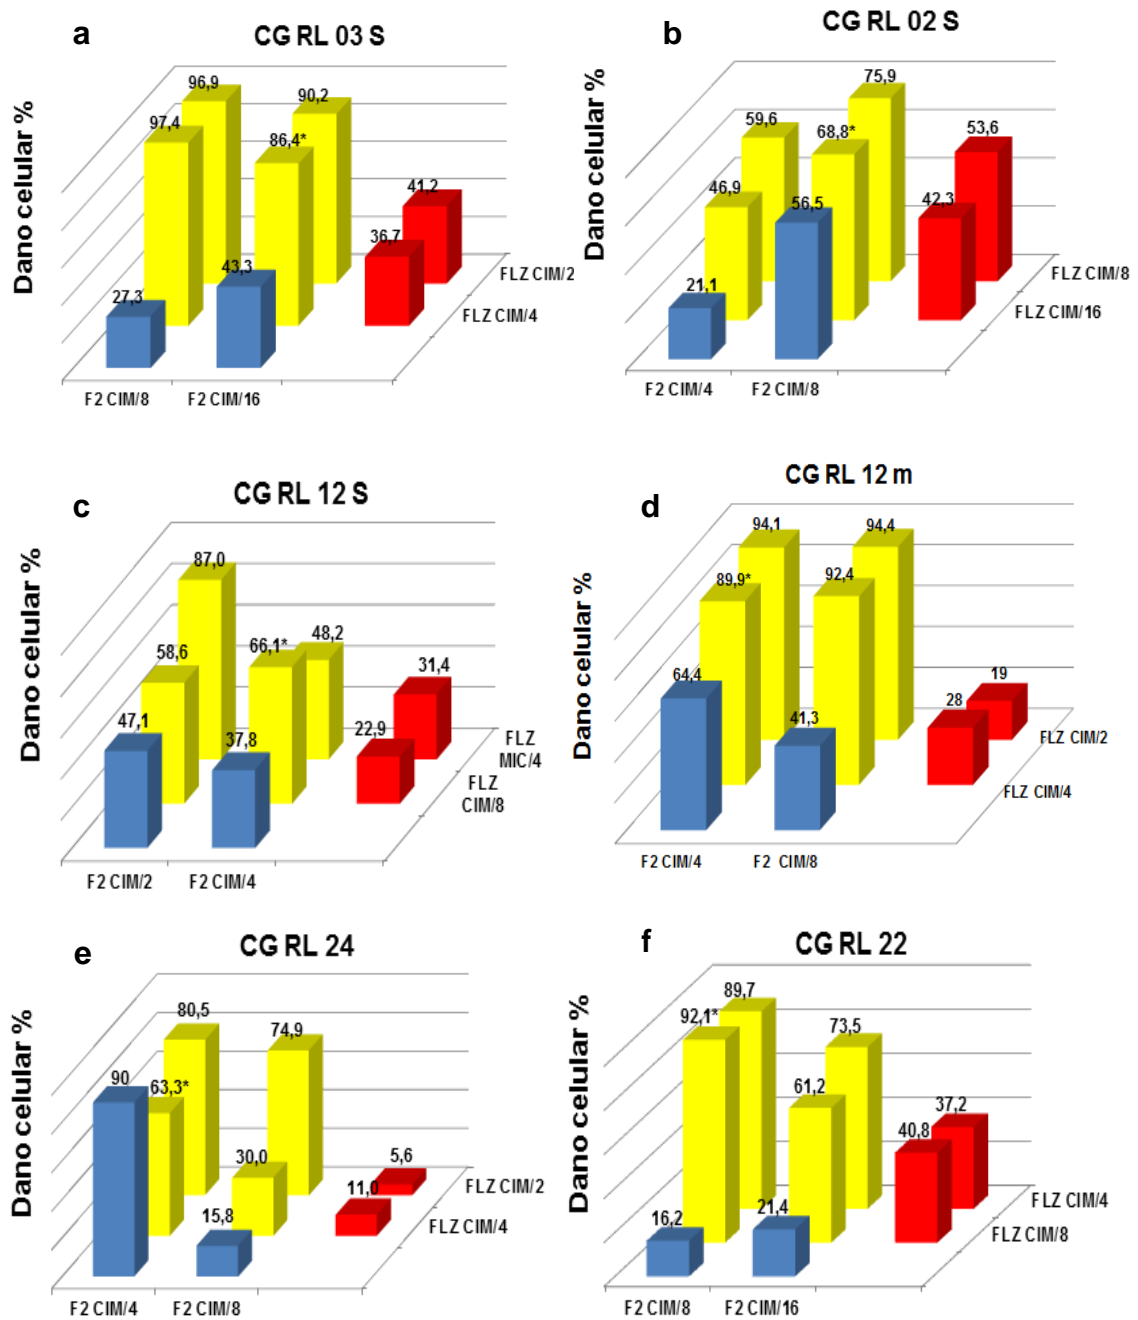 a
CG RL 03 S
Dano celular %
96,9
90,2
97,4
86,4*
41,2
36,7
43,3
27,3
FLZ CIM/2
FLZ CIM/4
F2 CIM/8
F2 CIM/16
b
CG RL 02 S
Dano celular %
75,9
59,6
68,8*
53,6
46,9
56,5
42,3
21,1
FLZ CIM/8
FLZ CIM/16
F2 CIM/4
F2 CIM/8
c
CG RL 12 S
Dano celular %
87,0
58,6
66,1*
48,2
31,4
47,1
37,8
22,9
FLZ
MIC/4
FLZ
CIM/8
F2 CIM/2
F2 CIM/4
d
CG RL 12 m
Dano celular %
94,1
94,4
89,9*
92,4
64,4
41,3
28
19
FLZ CIM/2
FLZ CIM/4
F2 CIM/4
F2 CIM/8
e
CG RL 24
Dano celular %
80,5
74,9
90
63,3*
30,0
5,6
11,0
15,8
FLZ CIM/2
FLZ CIM/4
F2 CIM/4
F2 CIM/8
f
CG RL 22
Dano celular %
89,7
92,1*
73,5
61,2
37,2
40,8
16,2
21,4
FLZ CIM/4
FLZ CIM/8
F2 CIM/8
F2 CIM/16